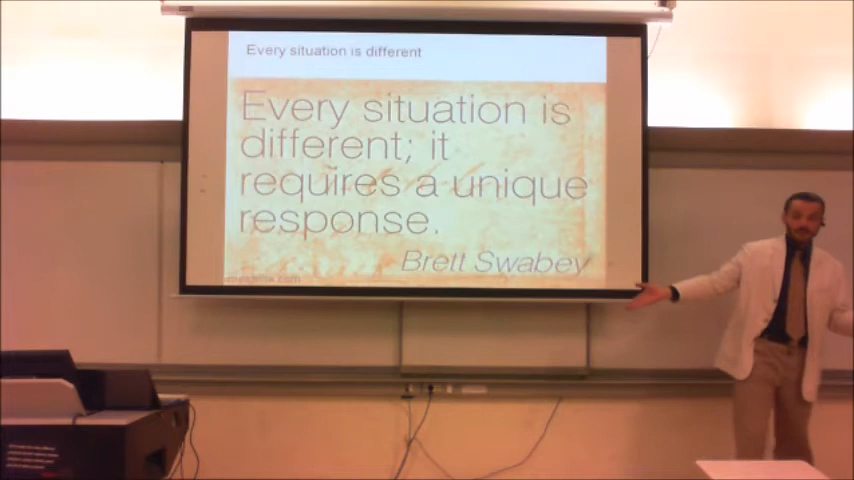 Every situation is different
Every situation is
different; it
requires a unique
response.
Brett Swabey